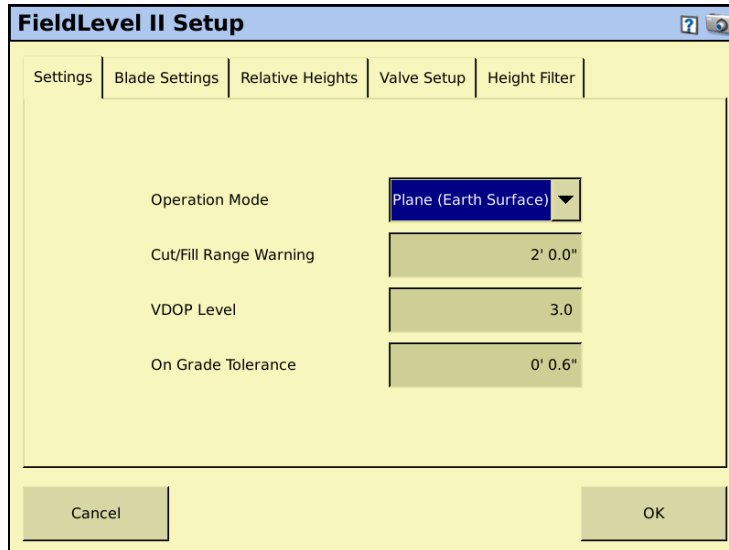 FieldLevel II Setup
?
Settings Blade Settings Relative Heights Valve Setup Height Filter
Operation Mode Plane (Earth Surface)
Cut/Fill Range Warning 2' 0.0"
VDOP Level 3.0
On Grade Tolerance 0' 0.6"
Cancel OK